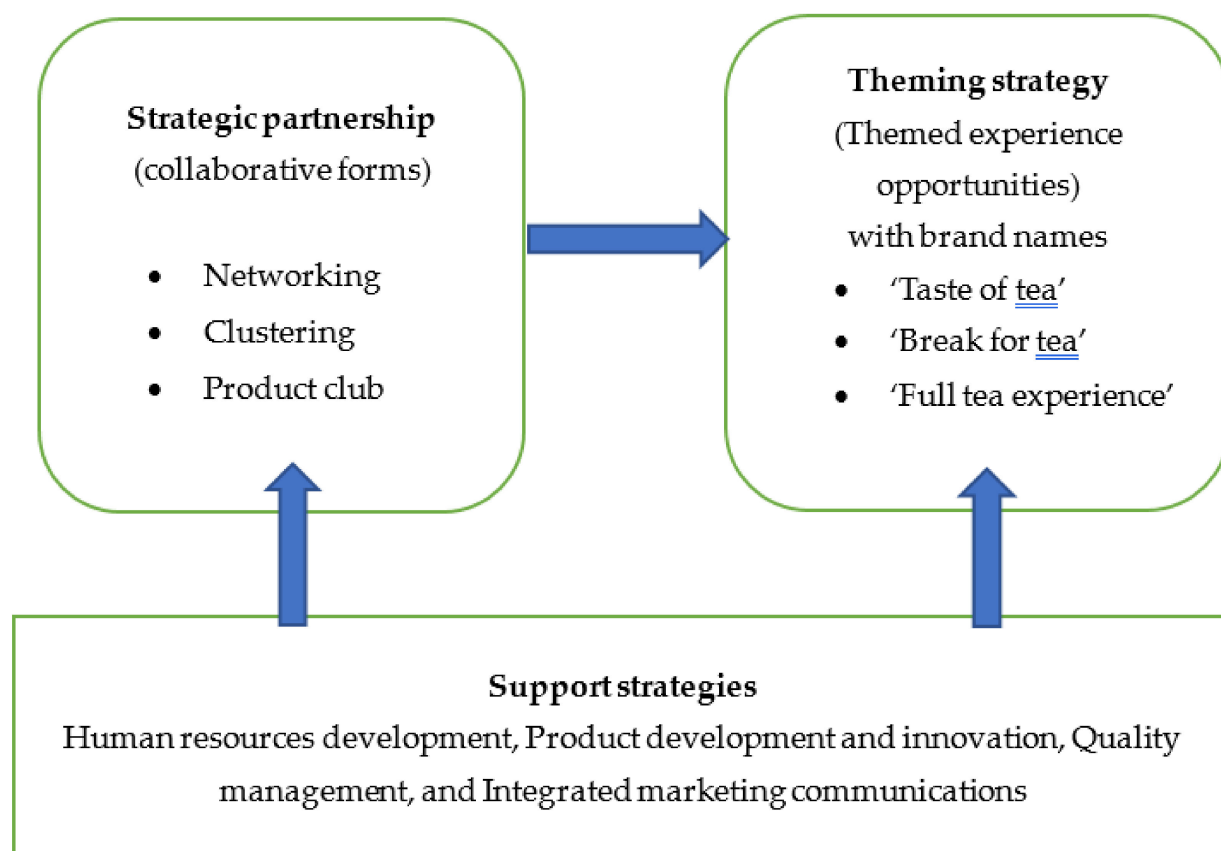 Strategic partnership
(collaborative forms)
• Networking
• Clustering
• Product club
Theming strategy
(Themed experience
opportunities)
with brand names
• ‘Taste of tea’
• ‘Break for tea’
• ‘Full tea experience’
Support strategies
Human resources development, Product development and innovation, Quality
management, and Integrated marketing communications